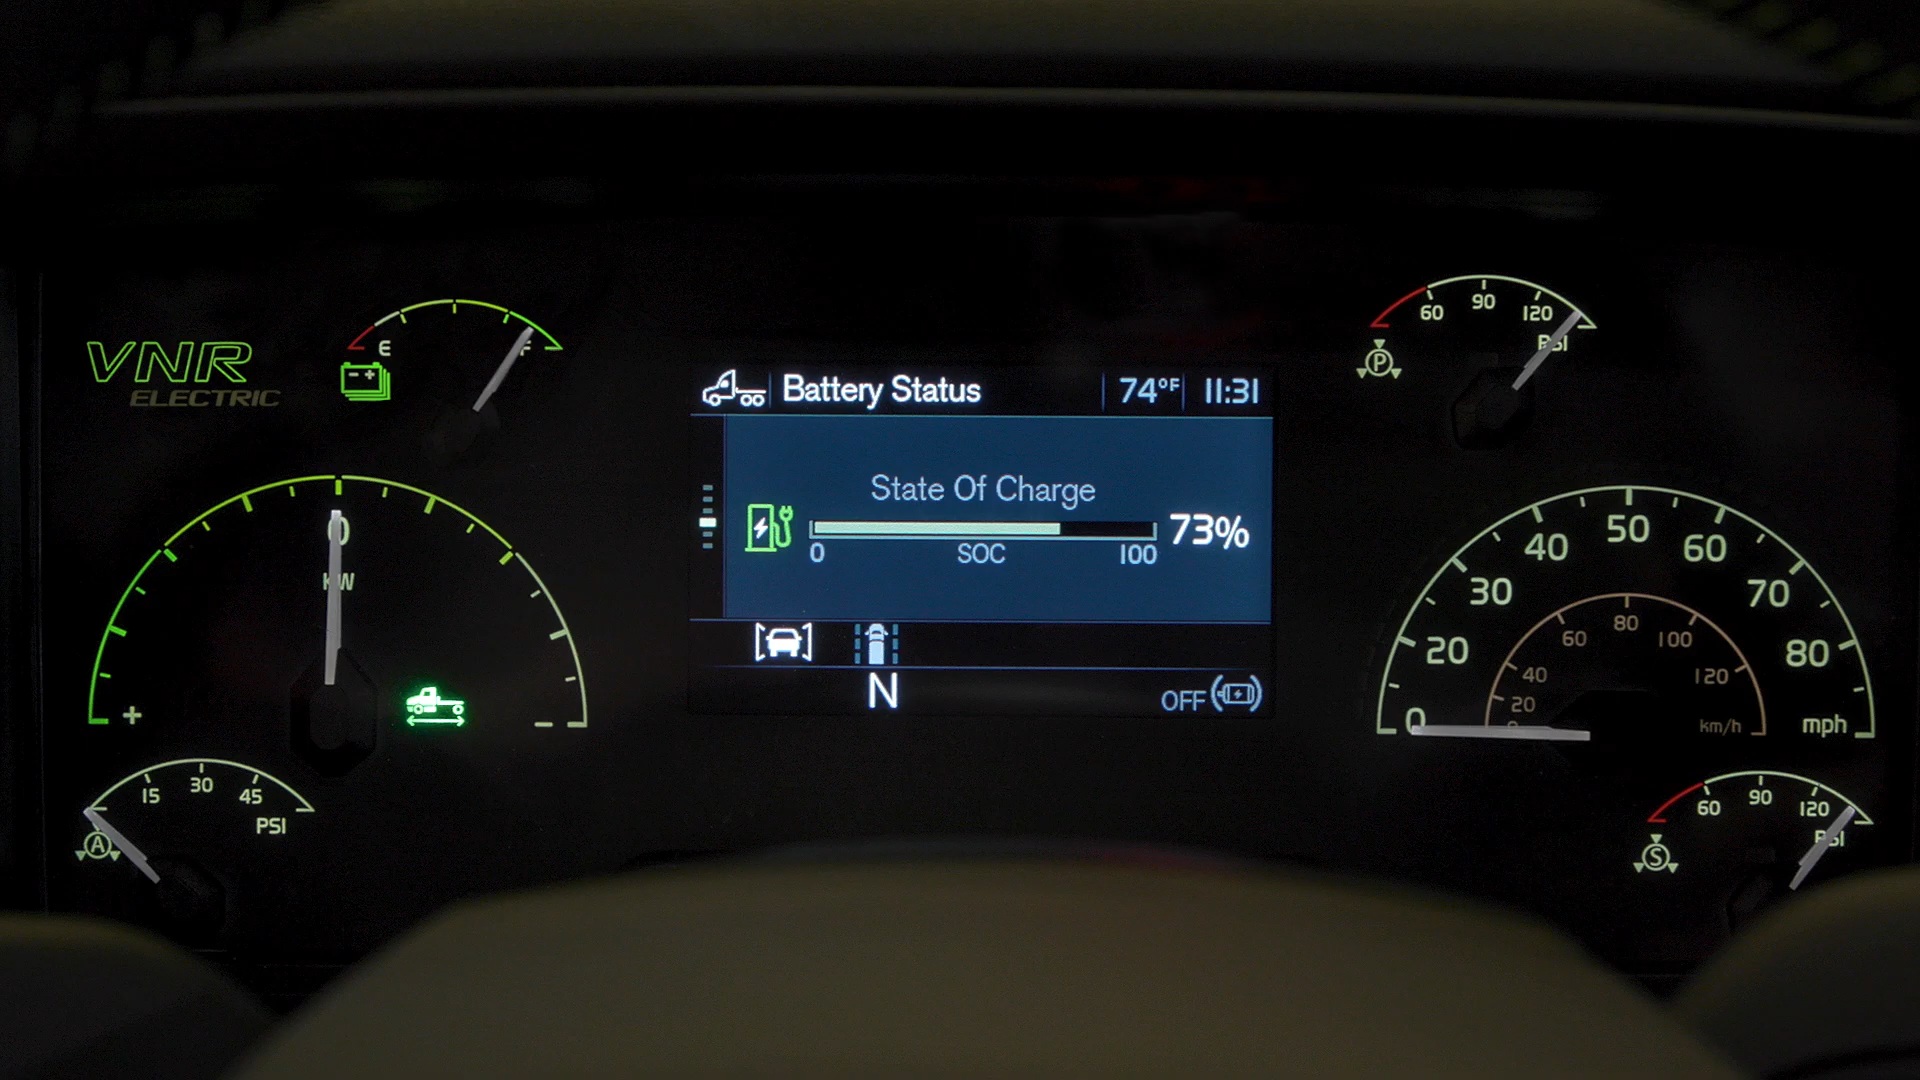 VNR
ELECTRIC
E F
- +
0
KW
+ -
15 30 45
PSI
A
Battery Status 74°F 11:31
State Of Charge
73%
0 SOC 100
N
OFF
60 90 120
PSI
P
0 20 30 40 50 60 70 80
mph
0 20 40 60 80 100 120
km/h
60 90 120
PSI
S